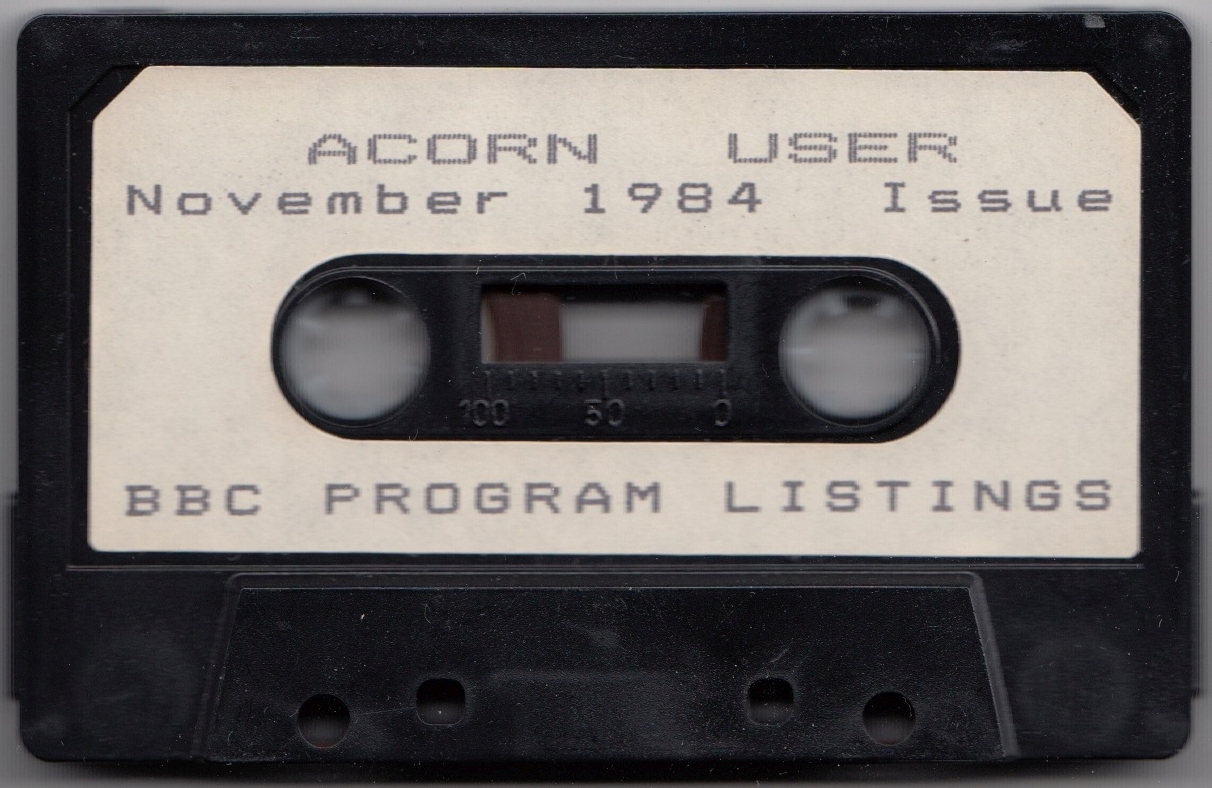 ACORN USER
November 1984 Issue
100 50 0
BBC PROGRAM LISTINGS